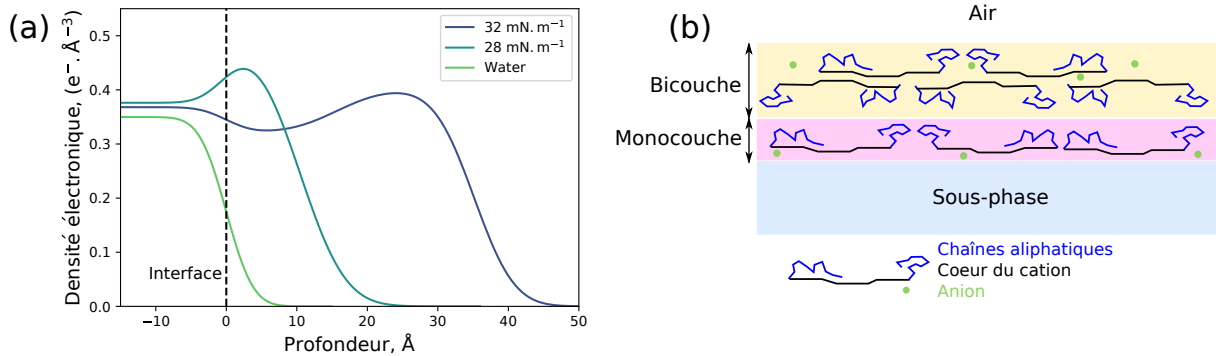 (a)
Densité électronique, (e⁻. Å⁻³)
0.5
0.4
0.3
0.2
0.1
0.0
32 mN. m⁻¹
28 mN. m⁻¹
Water
Interface
−10
0
10
20
30
40
50
Profondeur, Å
(b)
Air
Bicouche
Monocouche
Sous-phase
Chaînes aliphatiques
Coeur du cation
Anion